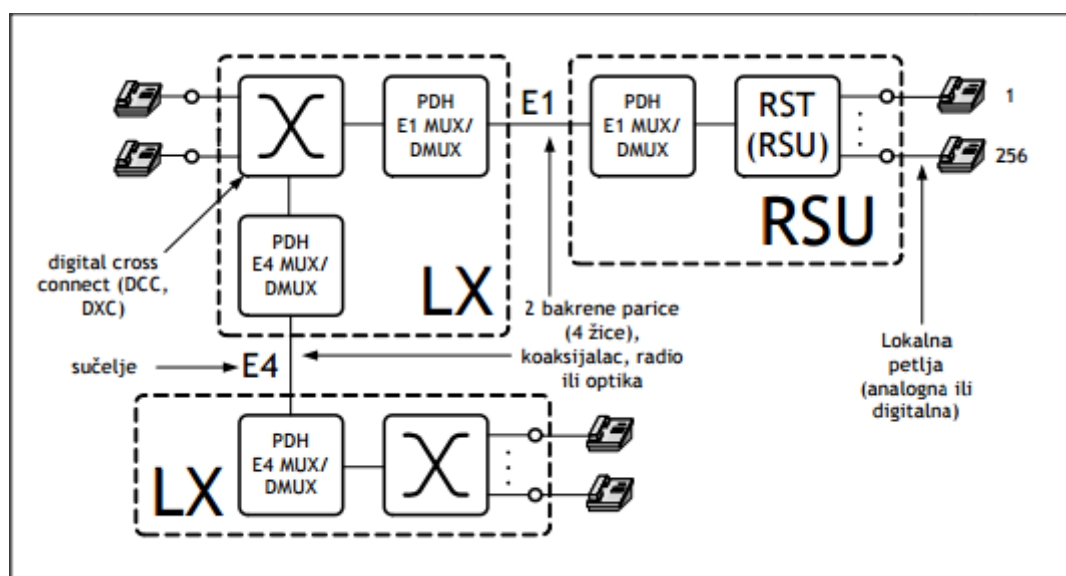 PDH
E1 MUX/
DMUX
E1
PDH
E1 MUX/
DMUX
RST
(RSU)
1
256
RSU
PDH
E4 MUX/
DMUX
LX
digital cross
connect (DCC,
DXC)
2 bakrene parice
(4 žice),
koaksijalac, radio
ili optika
Lokalna
petlja
(analogna ili
digitalna)
sučelje
E4
LX
PDH
E4 MUX/
DMUX